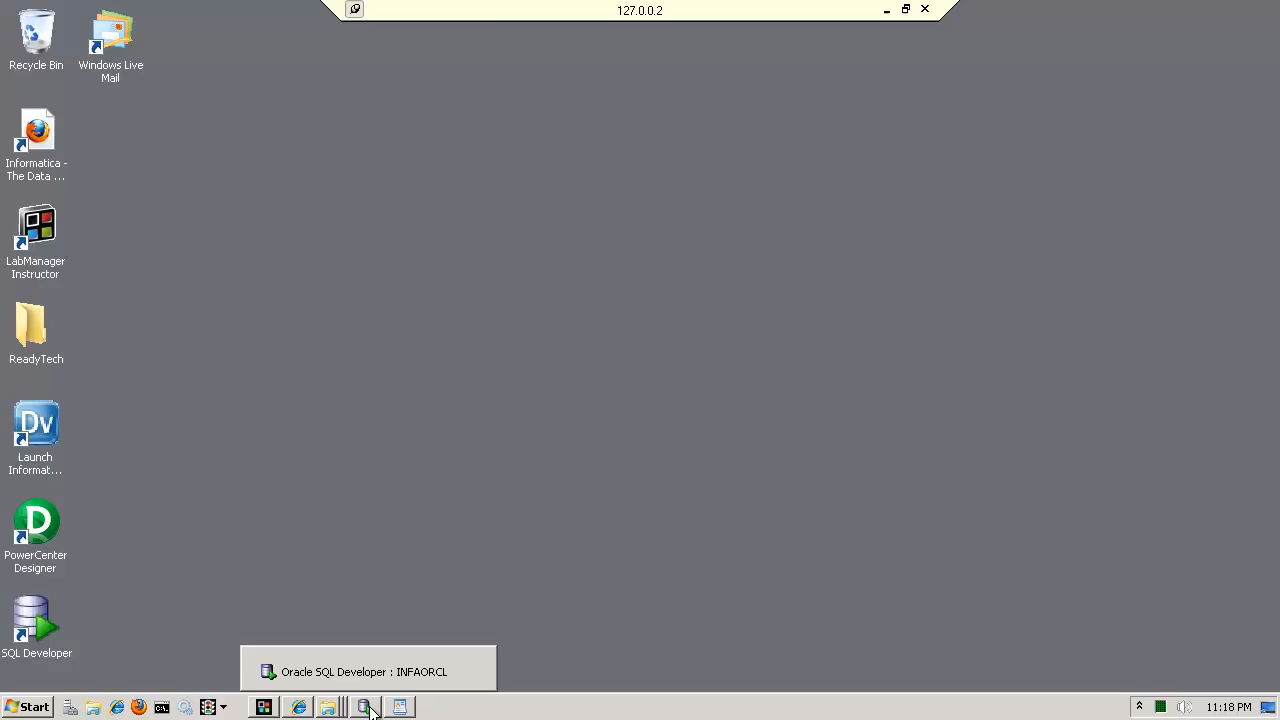 127.0.0.2
Recycle Bin
Windows Live
Mail
Informatica -
The Data ...
LabManager
Instructor
ReadyTech
Dv
Launch
Informat...
D
PowerCenter
Designer
SQL Developer
Oracle SQL Developer : INFAORCL
Start
11:18 PM